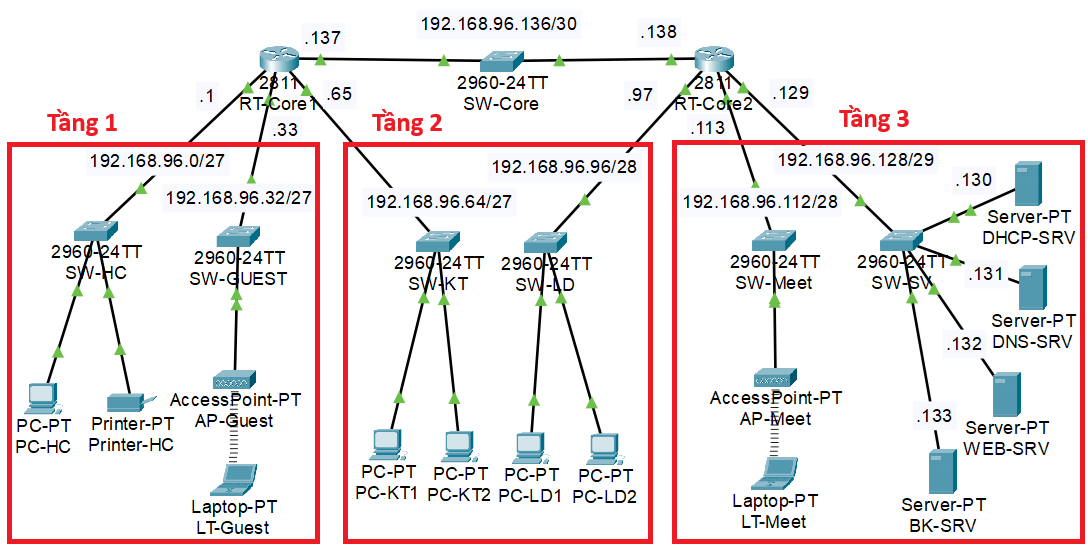 192.168.96.136/30
.137
.138
2811
RT-Core1
2960-24TT
SW-Core
2811
RT-Core2
.1
.33
.65
.97
.113
.129
Tầng 1
Tầng 2
Tầng 3
192.168.96.0/27
192.168.96.32/27
2960-24TT
SW-HC
2960-24TT
SW-GUEST
PC-PT
PC-HC
Printer-PT
Printer-HC
AccessPoint-PT
AP-Guest
Laptop-PT
LT-Guest
192.168.96.96/28
192.168.96.64/27
2960-24TT
SW-KT
2960-24TT
SW-LD
PC-PT
PC-KT1
PC-PT
PC-KT2
PC-PT
PC-LD1
PC-PT
PC-LD2
192.168.96.128/29
192.168.96.112/28
2960-24TT
SW-Meet
2960-24TT
SW-SV
AccessPoint-PT
AP-Meet
Laptop-PT
LT-Meet
.130
Server-PT
DHCP-SRV
.131
Server-PT
DNS-SRV
.132
Server-PT
WEB-SRV
.133
Server-PT
BK-SRV